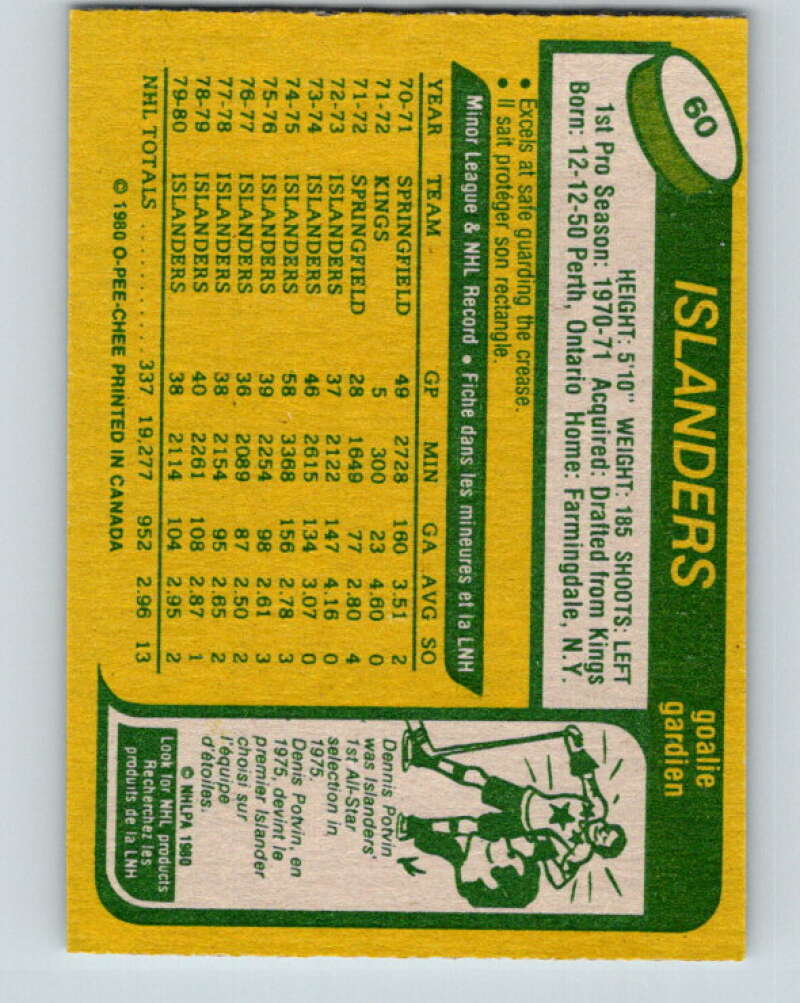 60
ISLANDERS
goalie
gardien
HEIGHT: 5'10" WEIGHT: 185 SHOOTS: LEFT
1st Pro Season: 1970-71 Acquired: Drafted from Kings
Born: 12-12-50 Perth, Ontario Home: Farmingdale, N.Y.
• Excels at safe guarding the crease.
• Il sait protéger son rectangle.
Minor League & NHL Record • Fiche dans les mineures et la LNH
YEAR TEAM GP MIN GA AVG SO
70-71 SPRINGFIELD 49 2728 160 3.51 2
71-72 KINGS 5 300 23 4.60 0
71-72 SPRINGFIELD 28 1649 77 2.80 4
72-73 ISLANDERS 37 2122 147 4.16 0
73-74 ISLANDERS 46 2615 134 3.07 0
74-75 ISLANDERS 58 3368 156 2.78 3
75-76 ISLANDERS 39 2254 98 2.61 3
76-77 ISLANDERS 36 2089 87 2.50 2
77-78 ISLANDERS 38 2154 95 2.65 2
78-79 ISLANDERS 40 2261 108 2.87 1
79-80 ISLANDERS 38 2114 104 2.95 2
NHL TOTALS .......... 337 19,277 952 2.96 13
© 1980 O-PEE-CHEE PRINTED IN CANADA
Dennis Potvin
was Islanders'
1st All-Star
selection in
1975.
Denis Potvin, en
1975, devint le
premier Islander
choisi sur
l'équipe
d'étoiles.
© NHLPA 1980
Look for NHL products
Recherchez les
produits de la LNH